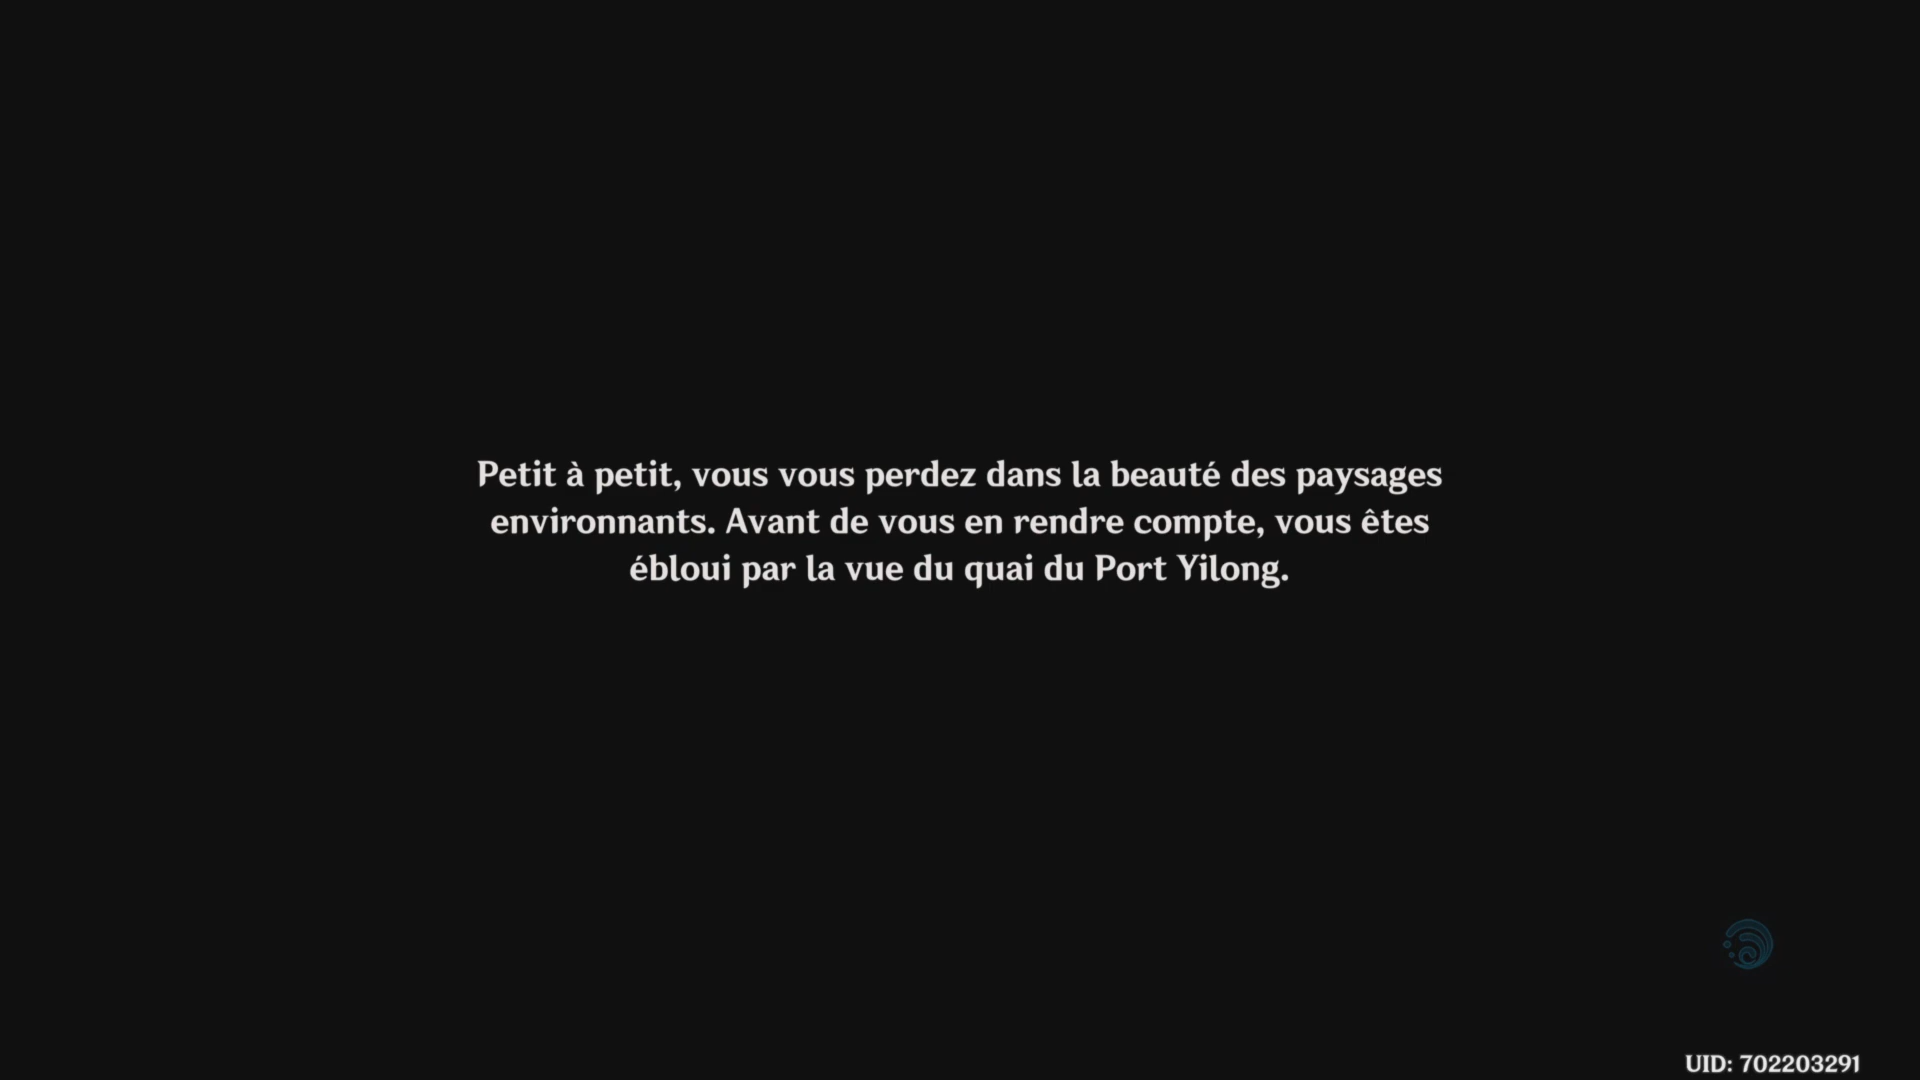 Petit à petit, vous vous perdez dans la beauté des paysages
environnants. Avant de vous en rendre compte, vous êtes
ébloui par la vue du quai du Port Yilong.
UID: 702203291